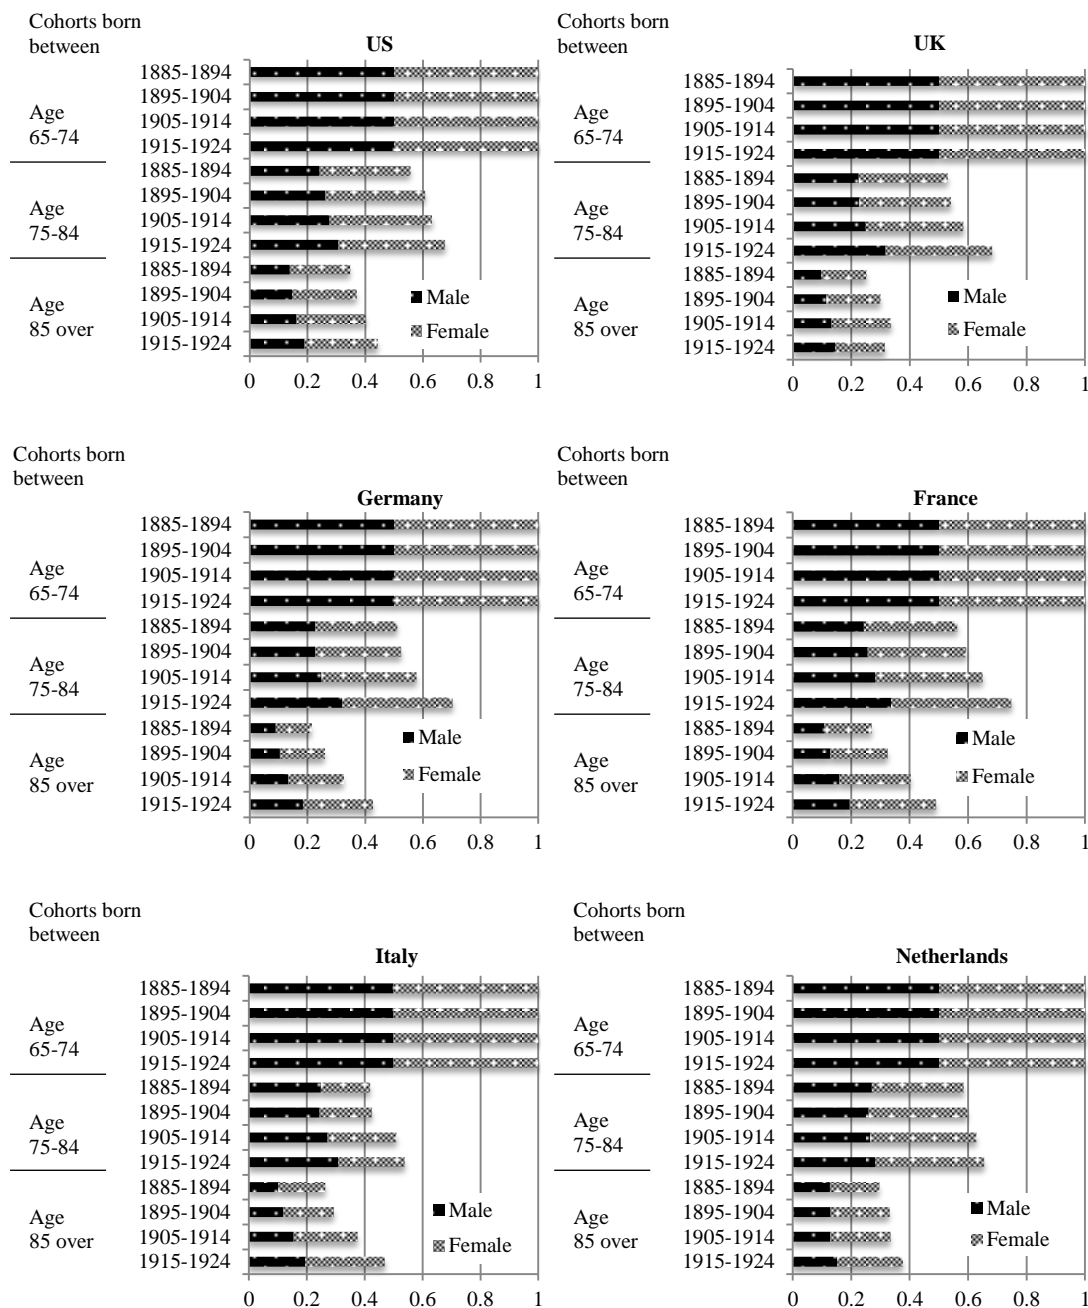 Cohorts born
between
US
1885-1894
1895-1904
1905-1914
1915-1924
1885-1894
1895-1904
1905-1914
1915-1924
1885-1894
1895-1904
1905-1914
1915-1924
Age
65-74
Age
75-84
Age
85 over
Male
Female
0 0.2 0.4 0.6 0.8 1
Cohorts born
between
UK
1885-1894
1895-1904
1905-1914
1915-1924
1885-1894
1895-1904
1905-1914
1915-1924
1885-1894
1895-1904
1905-1914
1915-1924
Age
65-74
Age
75-84
Age
85 over
Male
Female
0 0.2 0.4 0.6 0.8 1
Cohorts born
between
Germany
1885-1894
1895-1904
1905-1914
1915-1924
1885-1894
1895-1904
1905-1914
1915-1924
1885-1894
1895-1904
1905-1914
1915-1924
Age
65-74
Age
75-84
Age
85 over
Male
Female
0 0.2 0.4 0.6 0.8 1
Cohorts born
between
France
1885-1894
1895-1904
1905-1914
1915-1924
1885-1894
1895-1904
1905-1914
1915-1924
1885-1894
1895-1904
1905-1914
1915-1924
Age
65-74
Age
75-84
Age
85 over
Male
Female
0 0.2 0.4 0.6 0.8 1
Cohorts born
between
Italy
1885-1894
1895-1904
1905-1914
1915-1924
1885-1894
1895-1904
1905-1914
1915-1924
1885-1894
1895-1904
1905-1914
1915-1924
Age
65-74
Age
75-84
Age
85 over
Male
Female
0 0.2 0.4 0.6 0.8 1
Cohorts born
between
Netherlands
1885-1894
1895-1904
1905-1914
1915-1924
1885-1894
1895-1904
1905-1914
1915-1924
1885-1894
1895-1904
1905-1914
1915-1924
Age
65-74
Age
75-84
Age
85 over
Male
Female
0 0.2 0.4 0.6 0.8 1